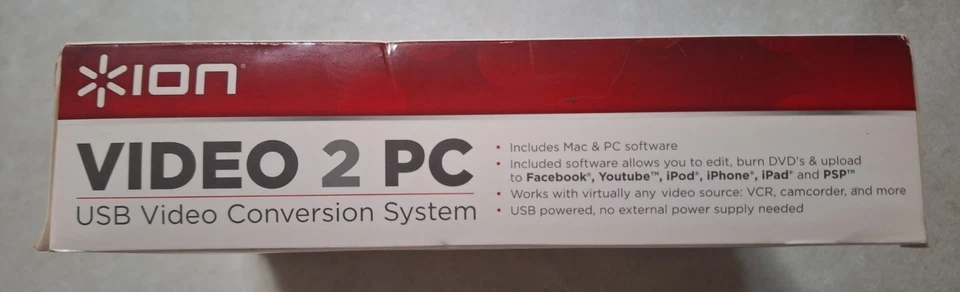 ION®
VIDEO 2 PC
USB Video Conversion System
• Includes Mac & PC software
• Included software allows you to edit, burn DVD's & upload
to Facebook®, Youtube™, iPod®, iPhone®, iPad® and PSP™
• Works with virtually any video source: VCR, camcorder, and more
• USB powered, no external power supply needed